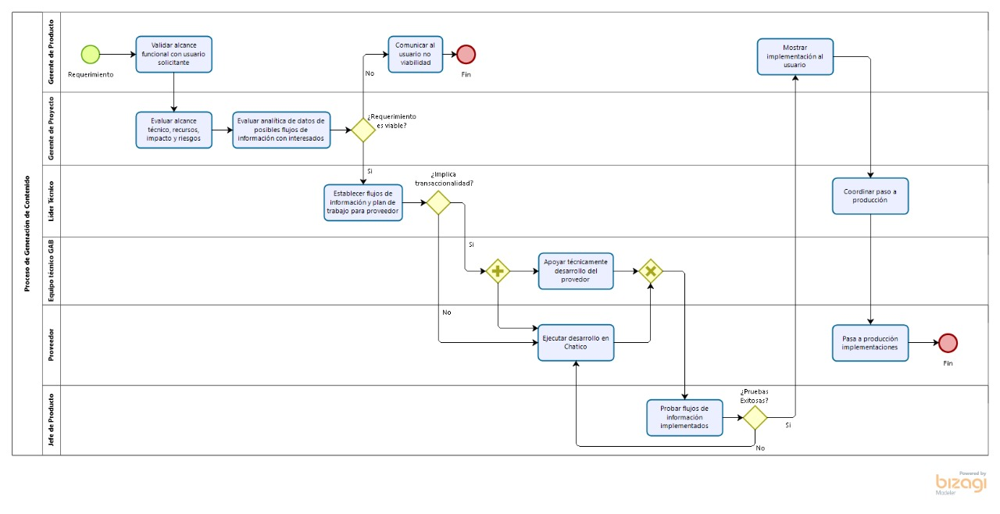 Proceso de Generación de Contenido
Gerente de Producto
Requerimiento
Validar alcance
funcional con usuario
solicitante
Comunicar al
usuario no
viabilidad
Fin
No
Mostrar
implementación al
usuario
Gerente de Proyecto
Evaluar alcance
técnico, recursos,
impacto y riesgos
Evaluar analítica de datos de
posibles flujos de
información con interesados
¿Requerimiento
es viable?
Líder Técnico
Si
Establecer flujos de
información y plan de
trabajo para proveedor
¿Implica
transaccionalidad?
Coordinar paso a
producción
Equipo técnico GAB
Si
Apoyar técnicamente
desarrollo del
provedor
Proveedor
No
Ejecutar desarrollo en
Chatico
Pasa a producción
implementaciones
Fin
Jefe de Producto
Probar flujos de
información
implementados
¿Pruebas
Exitosas?
Si
No
Powered by
bizagi
Modeler